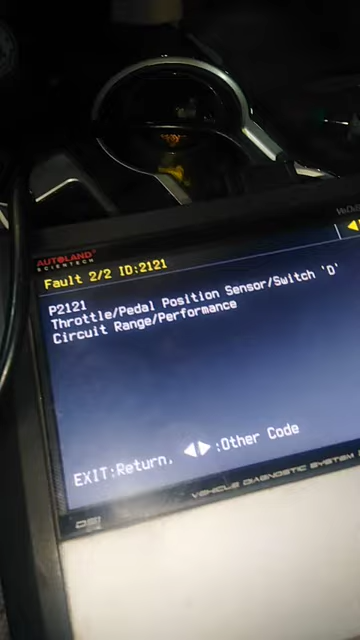 AUTOLAND
SCIENTECH
Fault 2/2 ID:2121
P2121
Throttle/Pedal Position Sensor/Switch 'D'
Circuit Range/Performance
EXIT:Return, ◀▶:Other Code
VEHICLE DIAGNOSTIC SYSTEM